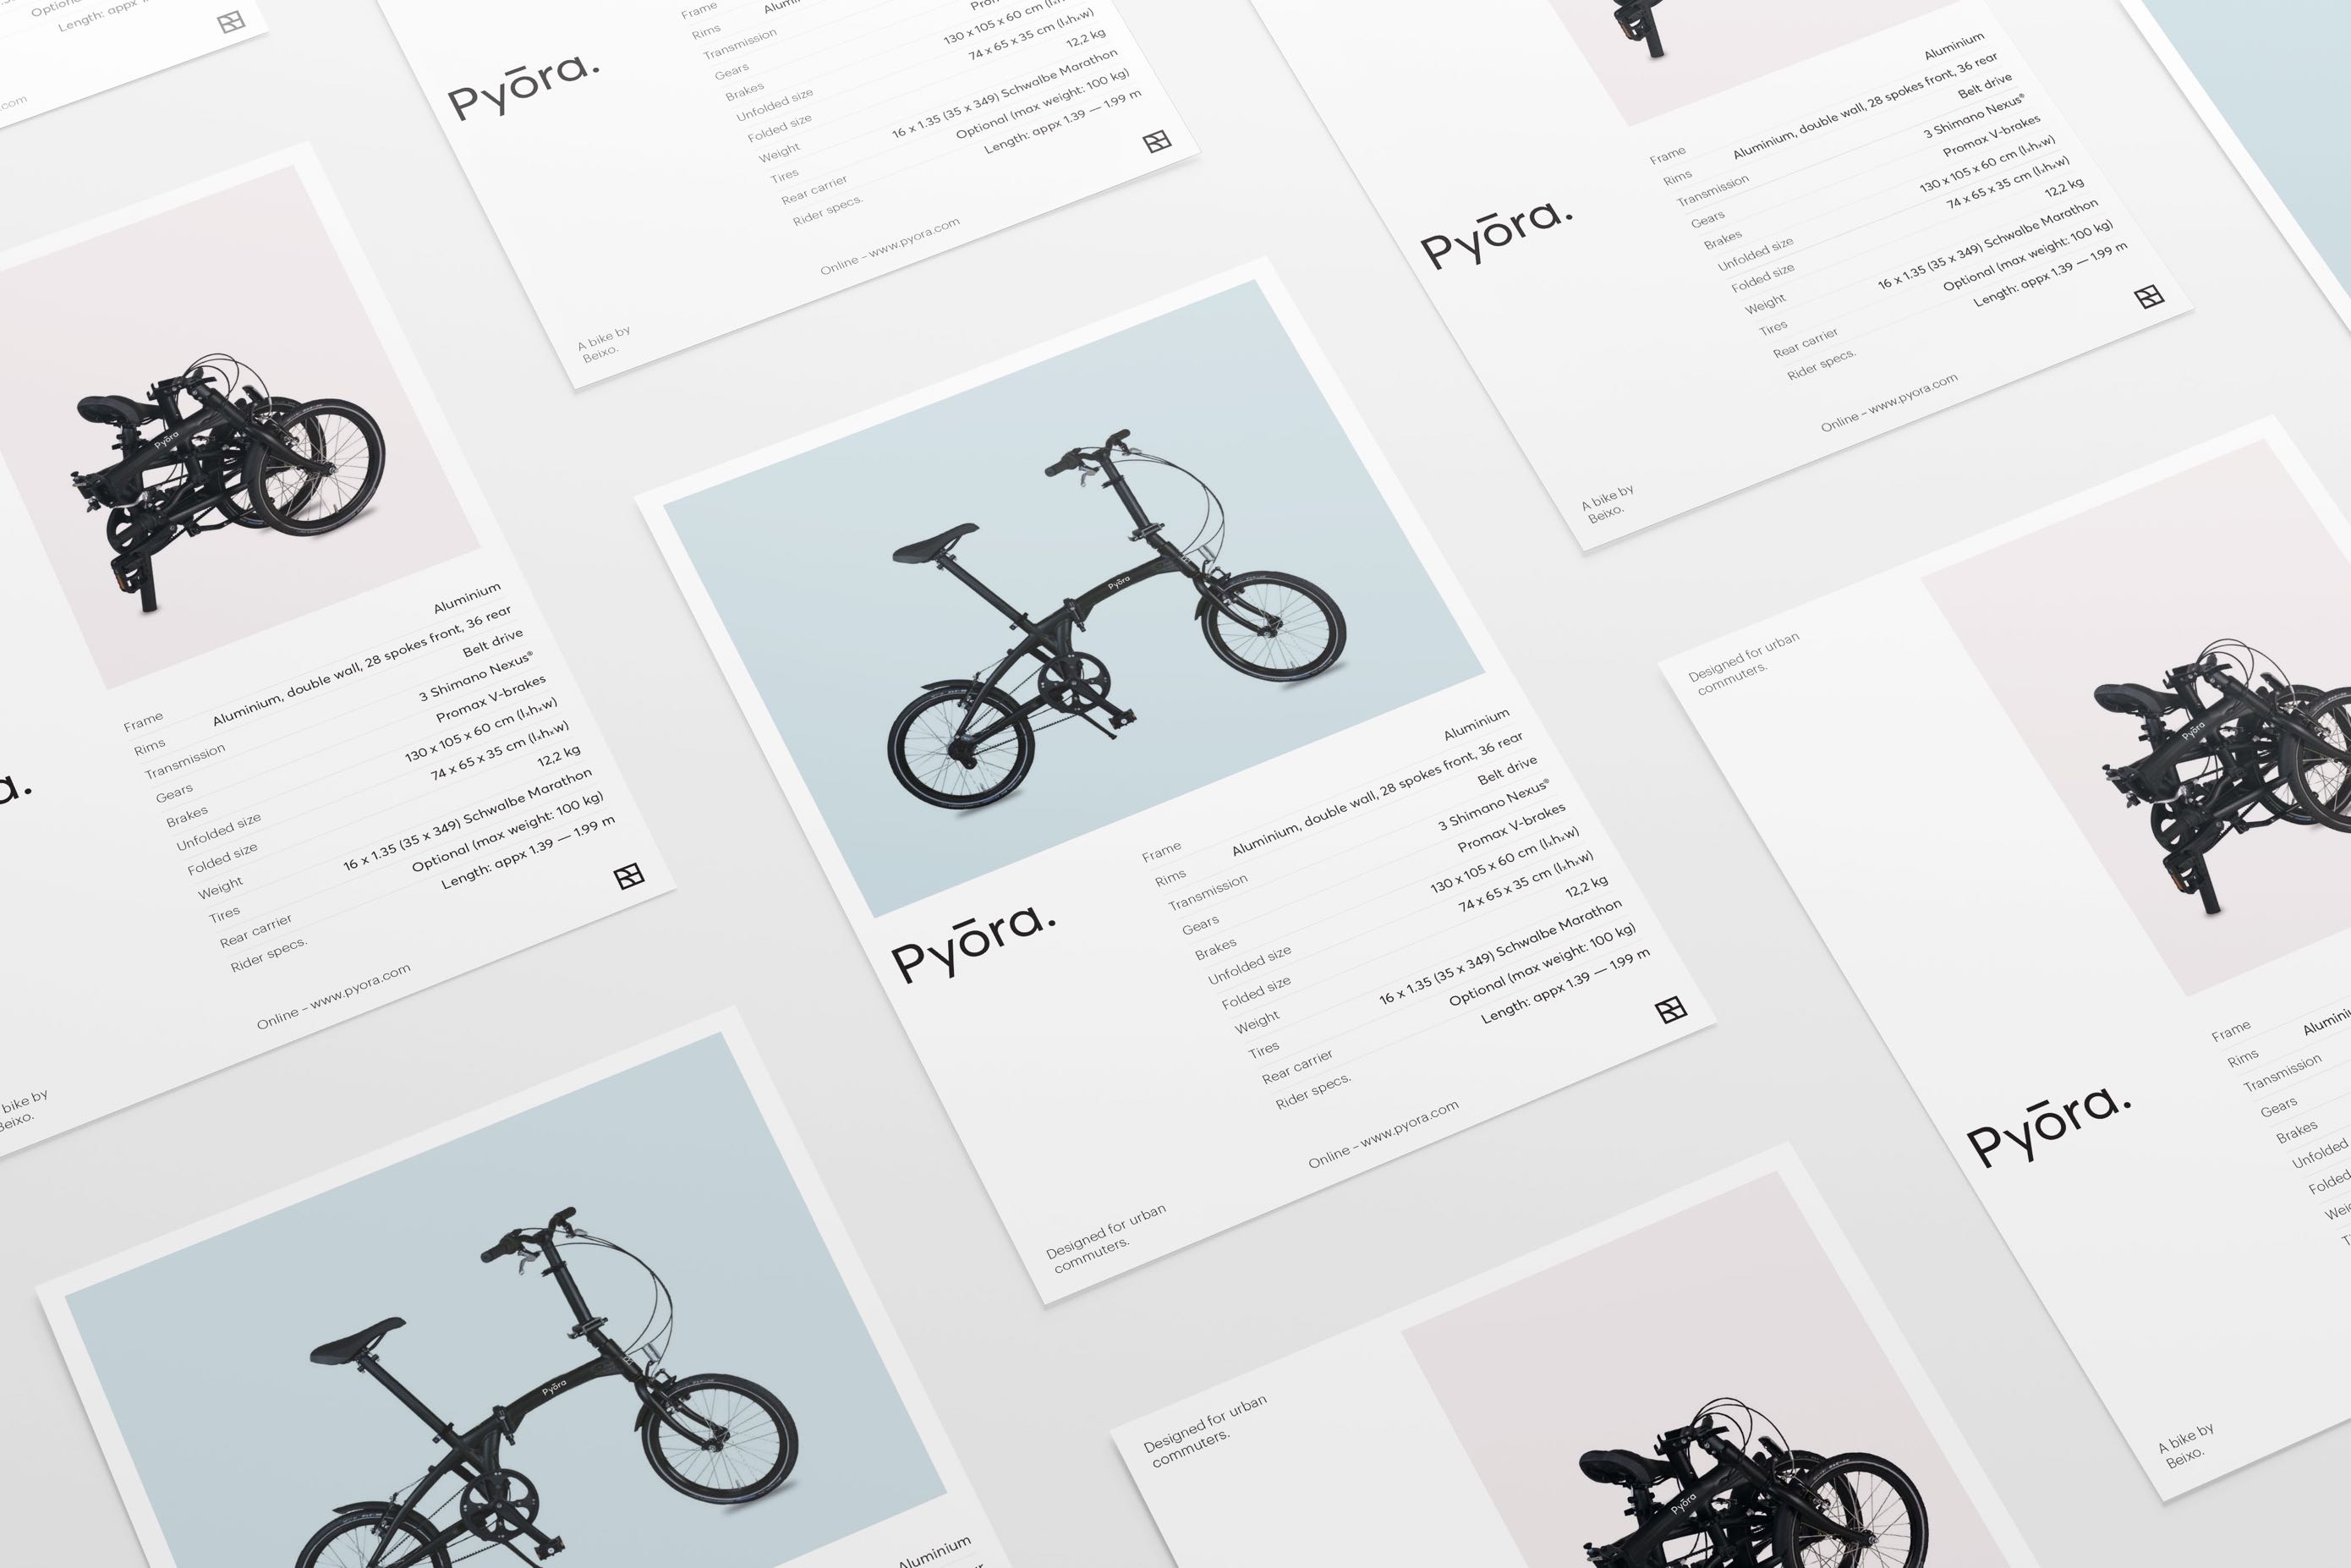 Length: appx
.com
Pyōra.
Frame
Rims
Transmission
Gears
Brakes
Unfolded size 130 x 105 x 60 cm (lxhxw)
Folded size 74 x 65 x 35 cm (lxhxw)
Weight 12,2 kg
Tires 16 x 1.35 (35 x 349) Schwalbe Marathon
Rear carrier Optional (max weight: 100 kg)
Rider specs. Length: appx 1.39 — 1.99 m
A bike by
Beixo.
Online – www.pyora.com
Pyōra.
Frame Aluminium
Rims Aluminium, double wall, 28 spokes front, 36 rear
Transmission Belt drive
Gears 3 Shimano Nexus®
Brakes Promax V-brakes
Unfolded size 130 x 105 x 60 cm (lxhxw)
Folded size 74 x 65 x 35 cm (lxhxw)
Weight 12,2 kg
Tires 16 x 1.35 (35 x 349) Schwalbe Marathon
Rear carrier Optional (max weight: 100 kg)
Rider specs. Length: appx 1.39 — 1.99 m
A bike by
Beixo.
Online – www.pyora.com
Pyōra
a.
Frame Aluminium
Rims Aluminium, double wall, 28 spokes front, 36 rear
Transmission Belt drive
Gears 3 Shimano Nexus®
Brakes Promax V-brakes
Unfolded size 130 x 105 x 60 cm (lxhxw)
Folded size 74 x 65 x 35 cm (lxhxw)
Weight 12,2 kg
Tires 16 x 1.35 (35 x 349) Schwalbe Marathon
Rear carrier Optional (max weight: 100 kg)
Rider specs. Length: appx 1.39 — 1.99 m
bike by
Beixo.
Online – www.pyora.com
Pyōra
Pyōra.
Frame Aluminium
Rims Aluminium, double wall, 28 spokes front, 36 rear
Transmission Belt drive
Gears 3 Shimano Nexus®
Brakes Promax V-brakes
Unfolded size 130 x 105 x 60 cm (lxhxw)
Folded size 74 x 65 x 35 cm (lxhxw)
Weight 12,2 kg
Tires 16 x 1.35 (35 x 349) Schwalbe Marathon
Rear carrier Optional (max weight: 100 kg)
Rider specs. Length: appx 1.39 — 1.99 m
Designed for urban
commuters.
Online – www.pyora.com
Designed for urban
commuters.
Pyōra
Pyōra.
Frame
Rims
Transmission
Gears
Brakes
Unfolded
Folded
A bike by
Beixo.
Pyōra
Aluminium
Designed for urban
commuters.
Pyōra